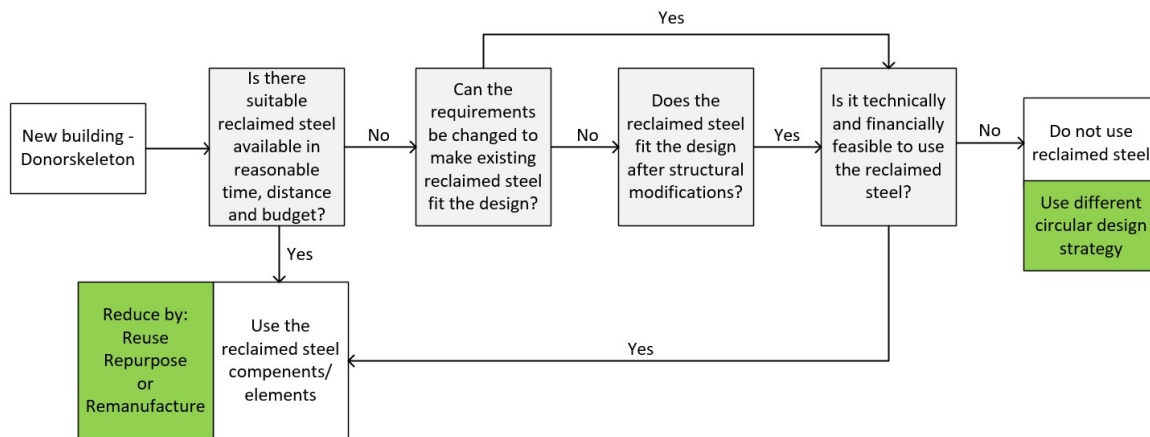 Yes
New building -
Donorskeleton
Is there
suitable
reclaimed steel
available in
reasonable
time, distance
and budget?
No
Can the
requirements
be changed to
make existing
reclaimed steel
fit the design?
No
Does the
reclaimed steel
fit the design
after structural
modifications?
Yes
Is it technically
and financially
feasible to use
the reclaimed
steel?
No
Do not use
reclaimed steel
Use different
circular design
strategy
Yes
Reduce by:
Reuse
Repurpose
or
Remanufacture
Use the
reclaimed steel
compenents/
elements
Yes